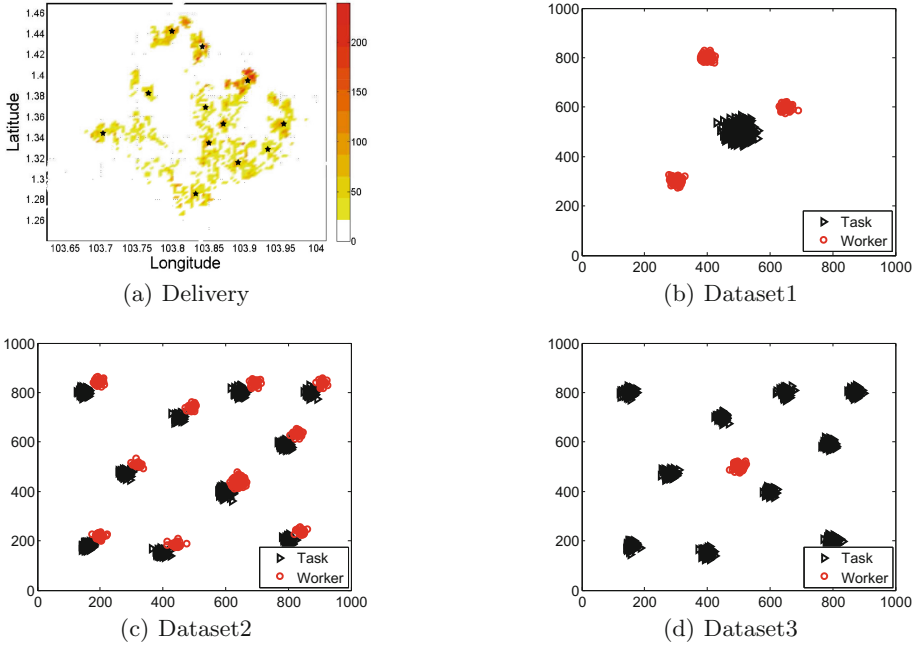 1.46
1.44
1.42
1.4
1.38
1.36
1.34
1.32
1.3
1.28
1.26
Latitude
103.65 103.7 103.75 103.8 103.85 103.9 103.95 104
Longitude
200
150
100
50
0
(a) Delivery
1000
800
600
400
200
0
0 200 400 600 800 1000
Task
Worker
(b) Dataset1
1000
800
600
400
200
0
0 200 400 600 800 1000
Task
Worker
(c) Dataset2
1000
800
600
400
200
0
0 200 400 600 800 1000
Task
Worker
(d) Dataset3